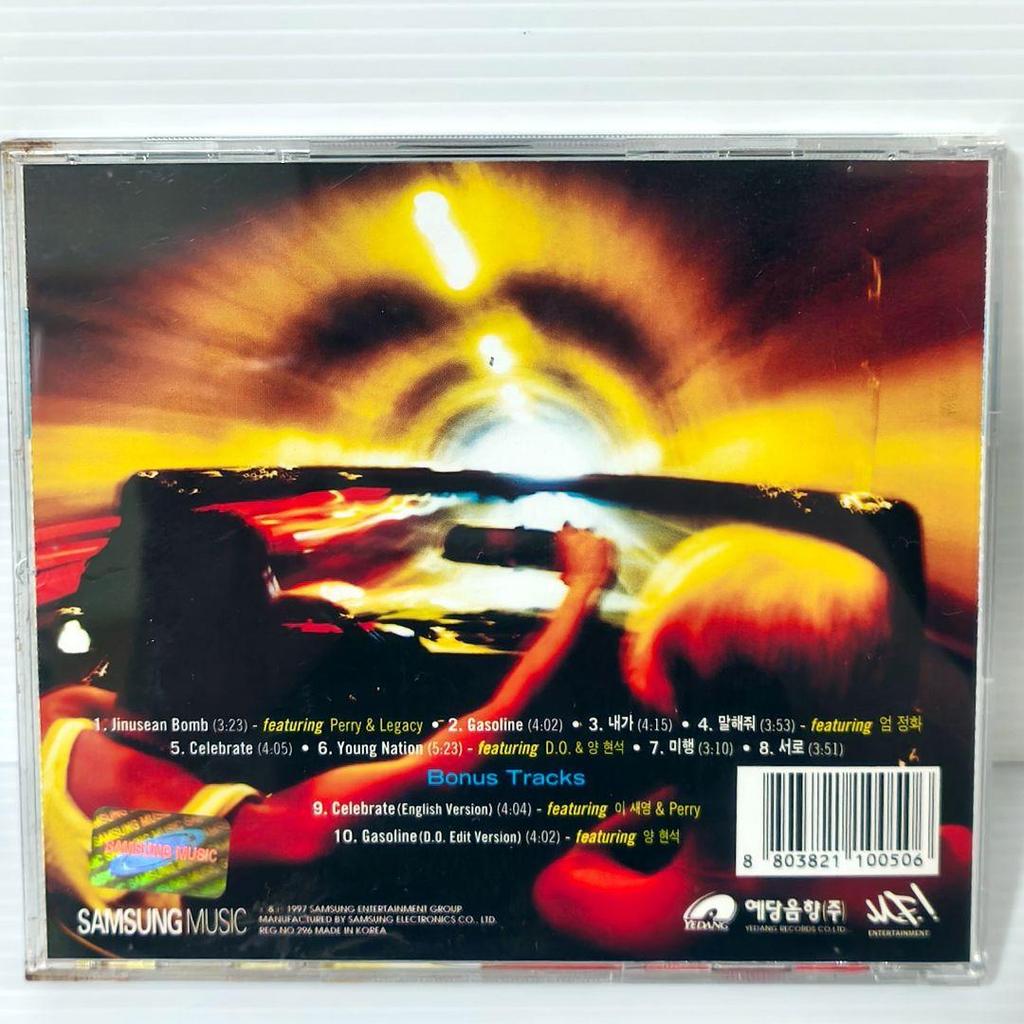 1. Jinusean Bomb (3:23) - featuring Perry & Legacy • 2. Gasoline (4:02) • 3. 내가 (4:15) • 4. 말해줘 (3:53) - featuring 엄 정화
5. Celebrate (4:05) • 6. Young Nation (5:23) - featuring D.O. & 양 현석 • 7. 미행 (3:10) • 8. 서로 (3:51)
Bonus Tracks
9. Celebrate (English Version) (4:04) - featuring 이 새영 & Perry
10. Gasoline (D.O. Edit Version) (4:02) - featuring 양 현석
8 803821 100506
SAMSUNG MUSIC
SAMSUNG MUSIC
1997 SAMSUNG ENTERTAINMENT GROUP
MANUFACTURED BY SAMSUNG ELECTRONICS CO., LTD.
REG NO 296 MADE IN KOREA
YEDANG
예당음향(주)
YEDANG RECORDS CO.LTD
M.F.!
ENTERTAINMENT